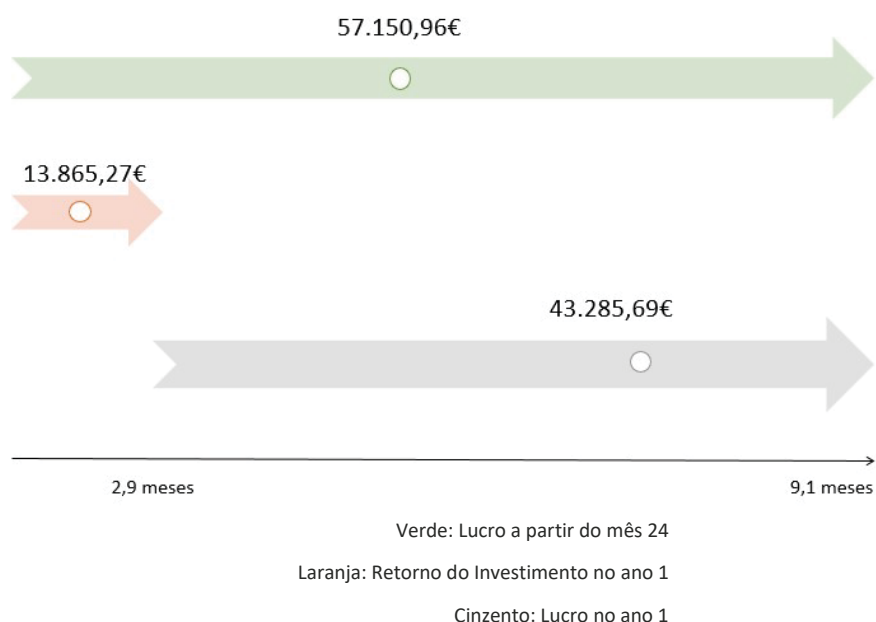 57.150,96€
13.865,27€
43.285,69€
2,9 meses
9,1 meses
Verde: Lucro a partir do mês 24
Laranja: Retorno do Investimento no ano 1
Cinzento: Lucro no ano 1